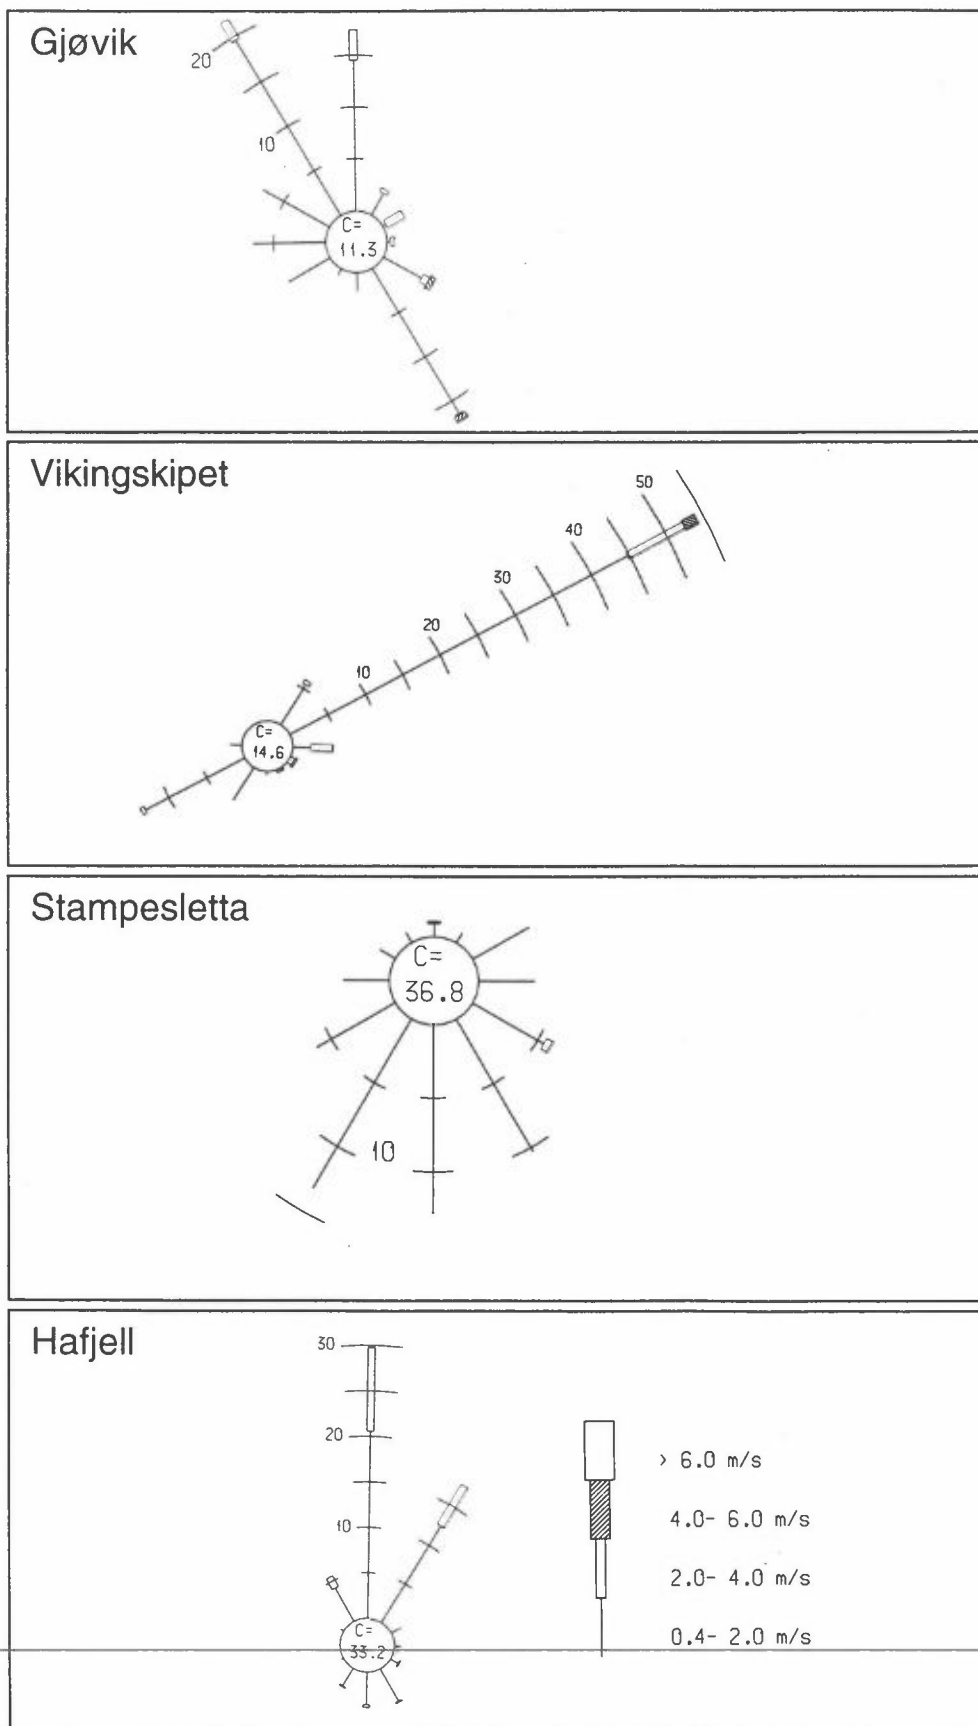 Gjøvik
20
10
C=
11.3
Vikingskipet
50
40
30
20
10
C=
14.6
Stampesletta
C=
36.8
10
Hafjell
30
20
10
C=
33.2
> 6.0 m/s
4.0- 6.0 m/s
2.0- 4.0 m/s
0.4- 2.0 m/s